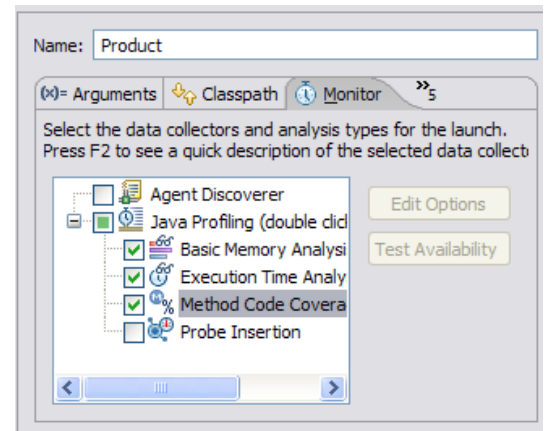 Name: Product
(x)= Arguments Classpath Monitor »5
Select the data collectors and analysis types for the launch.
Press F2 to see a quick description of the selected data collect
Agent Discoverer
Edit Options
Java Profiling (double clic
Basic Memory Analysi
Test Availability
Execution Time Analy
Method Code Covera
Probe Insertion